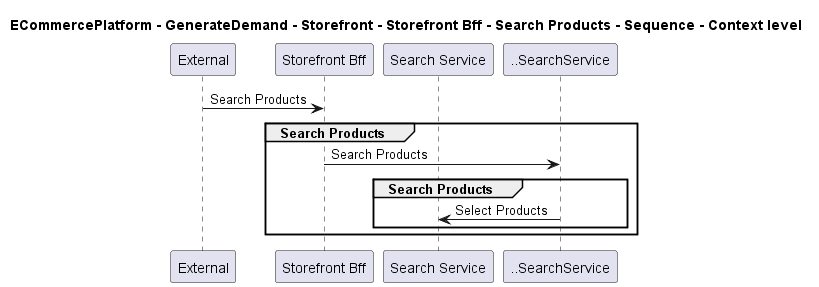 ECommercePlatform - GenerateDemand - Storefront - Storefront Bff - Search Products - Sequence - Context level
External Storefront Bff Search Service ..SearchService
Search Products
Search Products
Search Products
Search Products
Select Products
External Storefront Bff Search Service ..SearchService